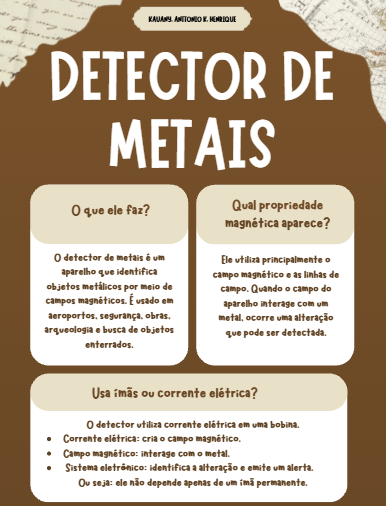 KAUANY, ANTTONIO E. HENRIQUE
DETECTOR DE
METAIS
O que ele faz?
O detector de metais é um
aparelho que identifica
objetos metálicos por meio de
campos magnéticos. É usado em
aeroportos, segurança, obras,
arqueologia e busca de objetos
enterrados.
Qual propriedade
magnética aparece?
Ele utiliza principalmente o
campo magnético e as linhas de
campo. Quando o campo do
aparelho interage com um
metal, ocorre uma alteração
que pode ser detectada.
Usa ímãs ou corrente elétrica?
O detector utiliza corrente elétrica em uma bobina.
• Corrente elétrica: cria o campo magnético.
• Campo magnético: interage com o metal.
• Sistema eletrônico: identifica a alteração e emite um alerta.
Ou seja: ele não depende apenas de um ímã permanente.